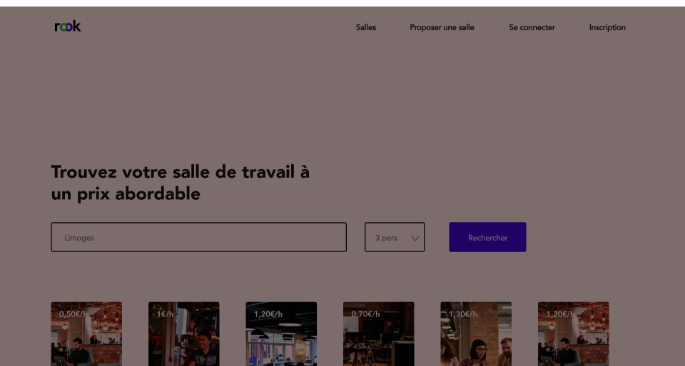 rook
Salles Proposer une salle Se connecter Inscription
Trouvez votre salle de travail à
un prix abordable
Limoges 3 pers Rechercher
0,50€/h 1€/h 1,20€/h 0,70€/h 1,30€/h 1,20€/h